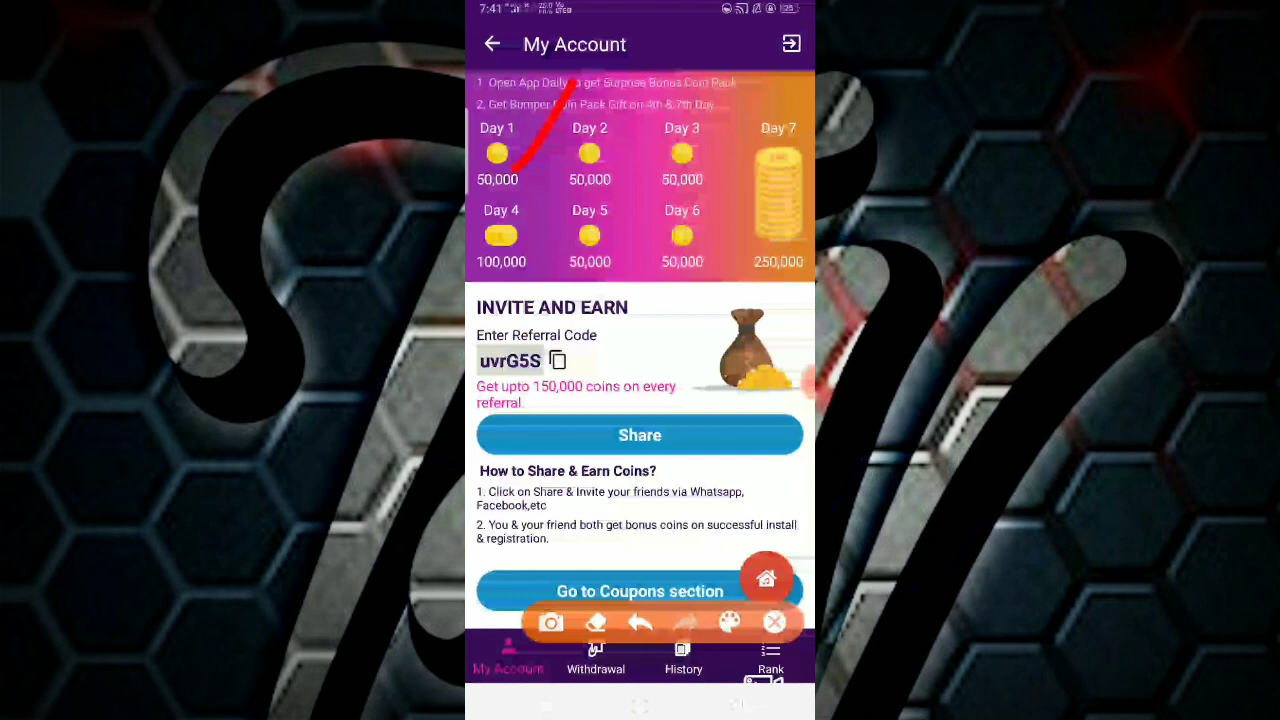 7:41
My Account
1 Open App Daily to get Surprise Bonus Coin Pack
2, Get Bumper Coin Pack Gift on 4th & 7th Day
Day 1 Day 2 Day 3 Day 7
50,000 50,000 50,000
Day 4 Day 5 Day 6
100,000 50,000 50,000 250,000
INVITE AND EARN
Enter Referral Code
uvrG5S
Get upto 150,000 coins on every
referral.
Share
How to Share & Earn Coins?
1. Click on Share & Invite your friends via Whatsapp,
Facebook,etc
2. You & your friend both get bonus coins on successful install
& registration.
Go to Coupons section
My Account Withdrawal History Rank